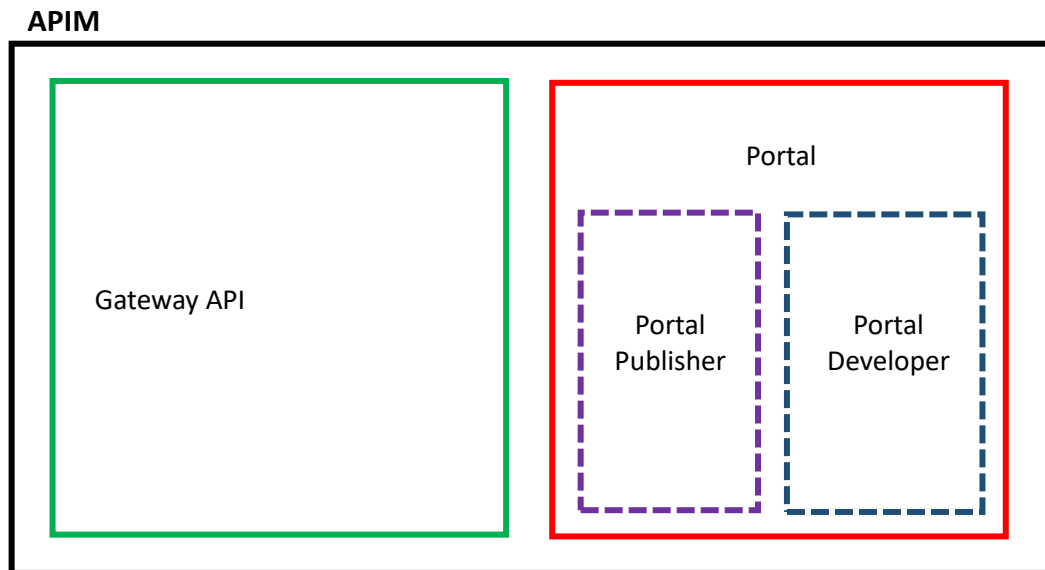 APIM
Portal
Gateway API
Portal
Publisher
Portal
Developer